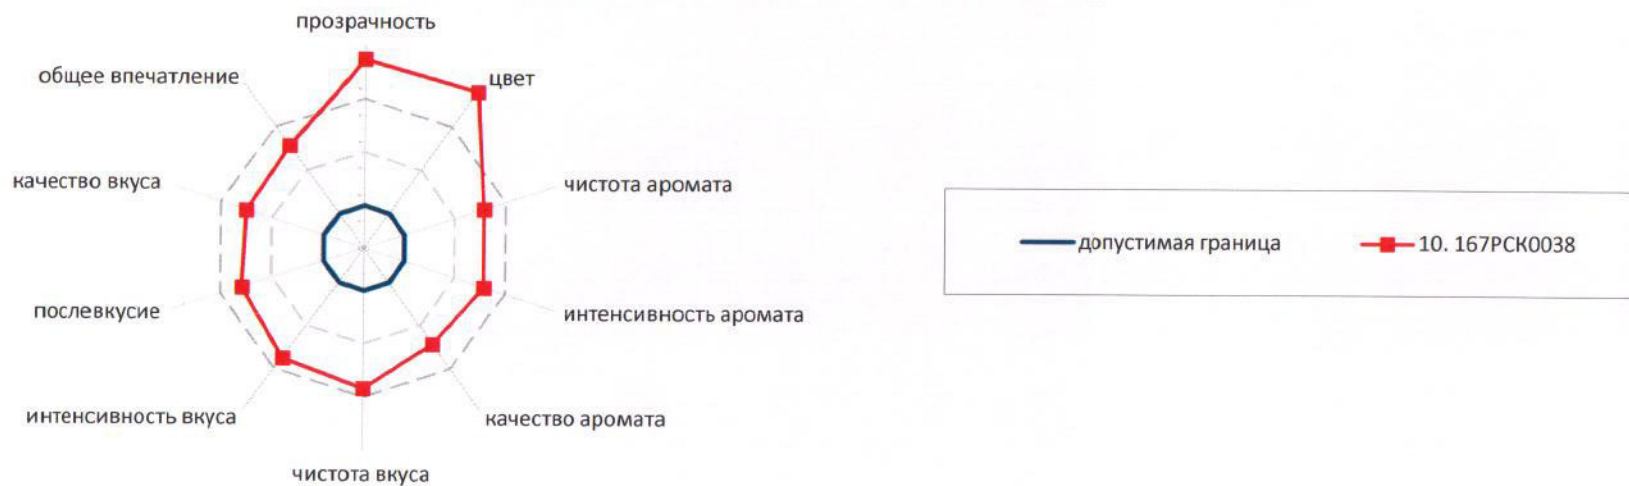 прозрачность
цвет
чистота аромата
интенсивность аромата
качество аромата
чистота вкуса
интенсивность вкуса
послевкусие
качество вкуса
общее впечатление
допустимая граница
10. 167РСК0038